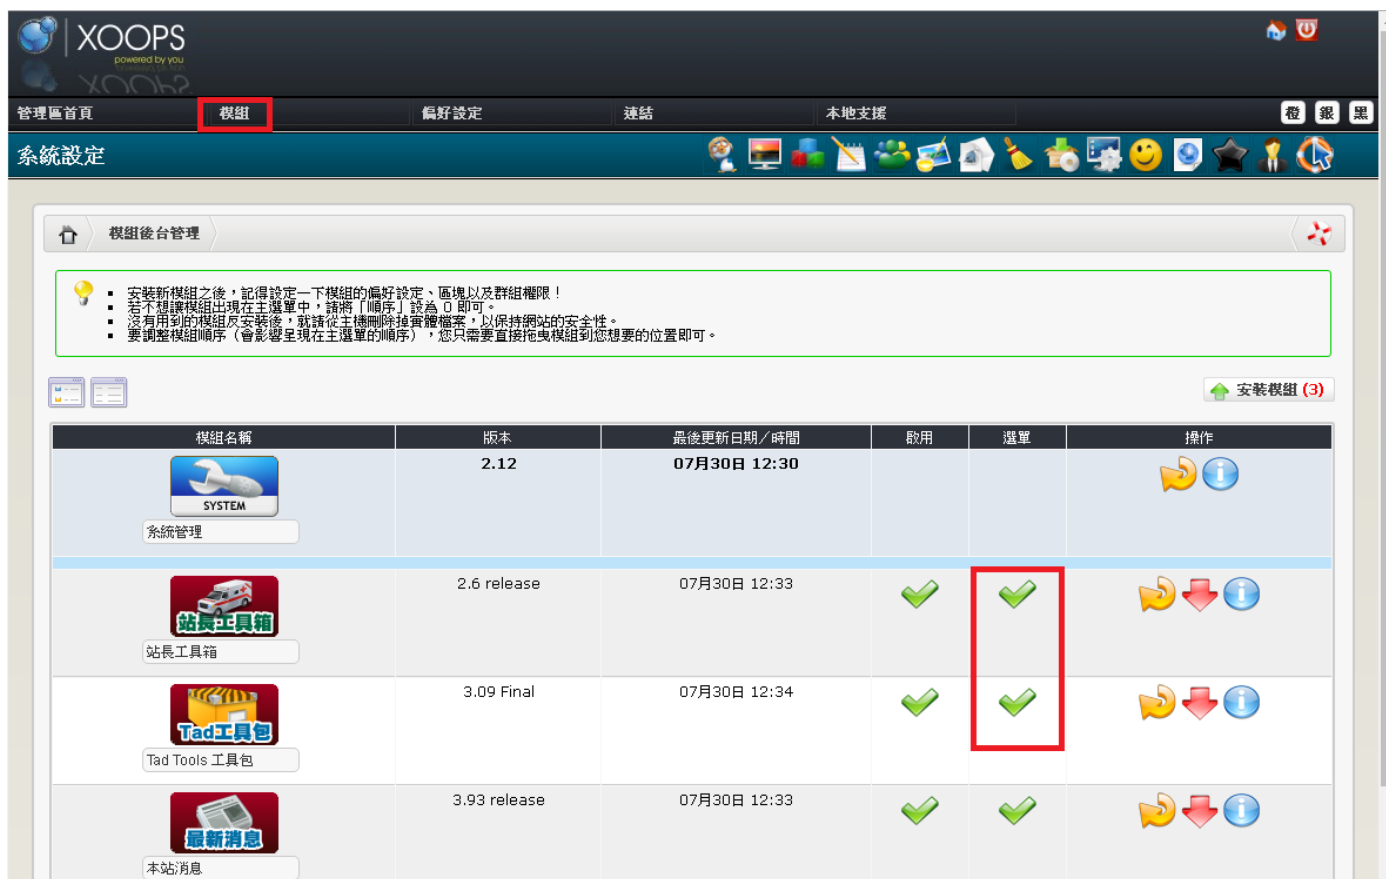 XOOPS
powered by you
管理區首頁 模組 偏好設定 連結 本地支援 橙 銀 黑
系統設定
模組後台管理
安裝新模組之後，記得設定一下模組的偏好設定、區塊以及群組權限！
若不想讓模組出現在主選單中，請將「順序」設為 0 即可。
沒有用到的模組反安裝後，就請從主機刪除掉實體檔案，以保持網站的安全性。
要調整模組順序（會影響呈現在主選單的順序），您只需要直接拖曳模組到您想要的位置即可。
安裝模組 (3)
模組名稱 版本 最後更新日期／時間 啟用 選單 操作
2.12 07月30日 12:30
SYSTEM
系統管理
2.6 release 07月30日 12:33
站長工具箱
站長工具箱
3.09 Final 07月30日 12:34
Tad工具包
Tad Tools 工具包
3.93 release 07月30日 12:33
最新消息
本站消息